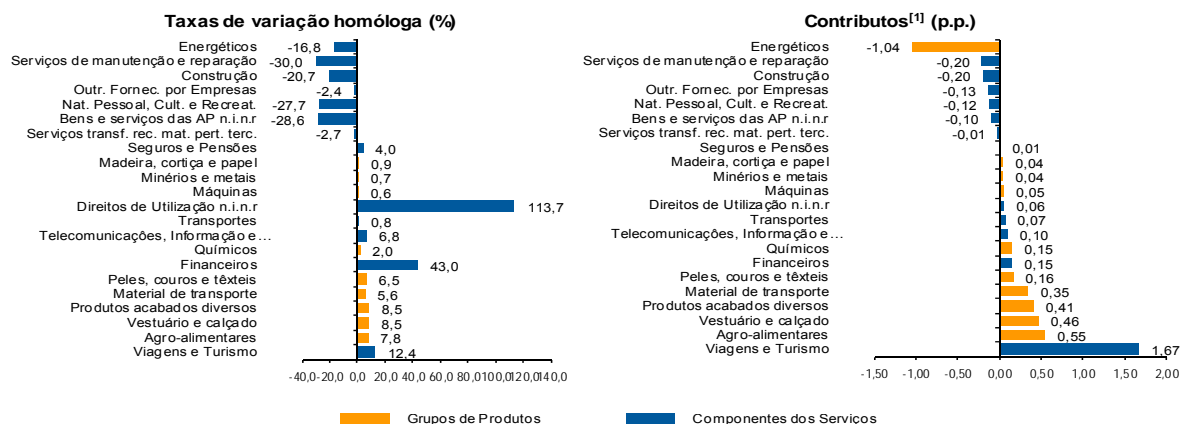 Taxas de variação homóloga (%)
Energéticos -16,8
Serviços de manutenção e reparação -30,0
Construção -20,7
Outr. Fornec. por Empresas -2,4
Nat. Pessoal, Cult. e Recreat. -27,7
Bens e serviços das AP n.i.n.r -28,6
Serviços transf. rec. mat. pert. terc. -2,7
Seguros e Pensões 4,0
Madeira, cortiça e papel 0,9
Minérios e metais 0,7
Máquinas 0,6
Direitos de Utilização n.i.n.r 113,7
Transportes 0,8
Telecomunicações, Informação e... 6,8
Químicos 2,0
Financeiros 43,0
Peles, couros e têxteis 6,5
Material de transporte 5,6
Produtos acabados diversos 8,5
Vestuário e calçado 8,5
Agro-alimentares 7,8
Viagens e Turismo 12,4
-40,0 -20,0 0,0 20,0 40,0 60,0 80,0 100,0 120,0 140,0
Contributos[1] (p.p.)
Energéticos -1,04
Serviços de manutenção e reparação -0,20
Construção -0,20
Outr. Fornec. por Empresas -0,13
Nat. Pessoal, Cult. e Recreat. -0,12
Bens e serviços das AP n.i.n.r -0,10
Serviços transf. rec. mat. pert. terc. -0,01
Seguros e Pensões 0,01
Madeira, cortiça e papel 0,04
Minérios e metais 0,04
Máquinas 0,05
Direitos de Utilização n.i.n.r 0,06
Transportes 0,07
Telecomunicações, Informação e... 0,10
Químicos 0,15
Financeiros 0,15
Peles, couros e têxteis 0,16
Material de transporte 0,35
Produtos acabados diversos 0,41
Vestuário e calçado 0,46
Agro-alimentares 0,55
Viagens e Turismo 1,67
-1,50 -1,00 -0,50 0,00 0,50 1,00 1,50 2,00
Grupos de Produtos
Componentes dos Serviços